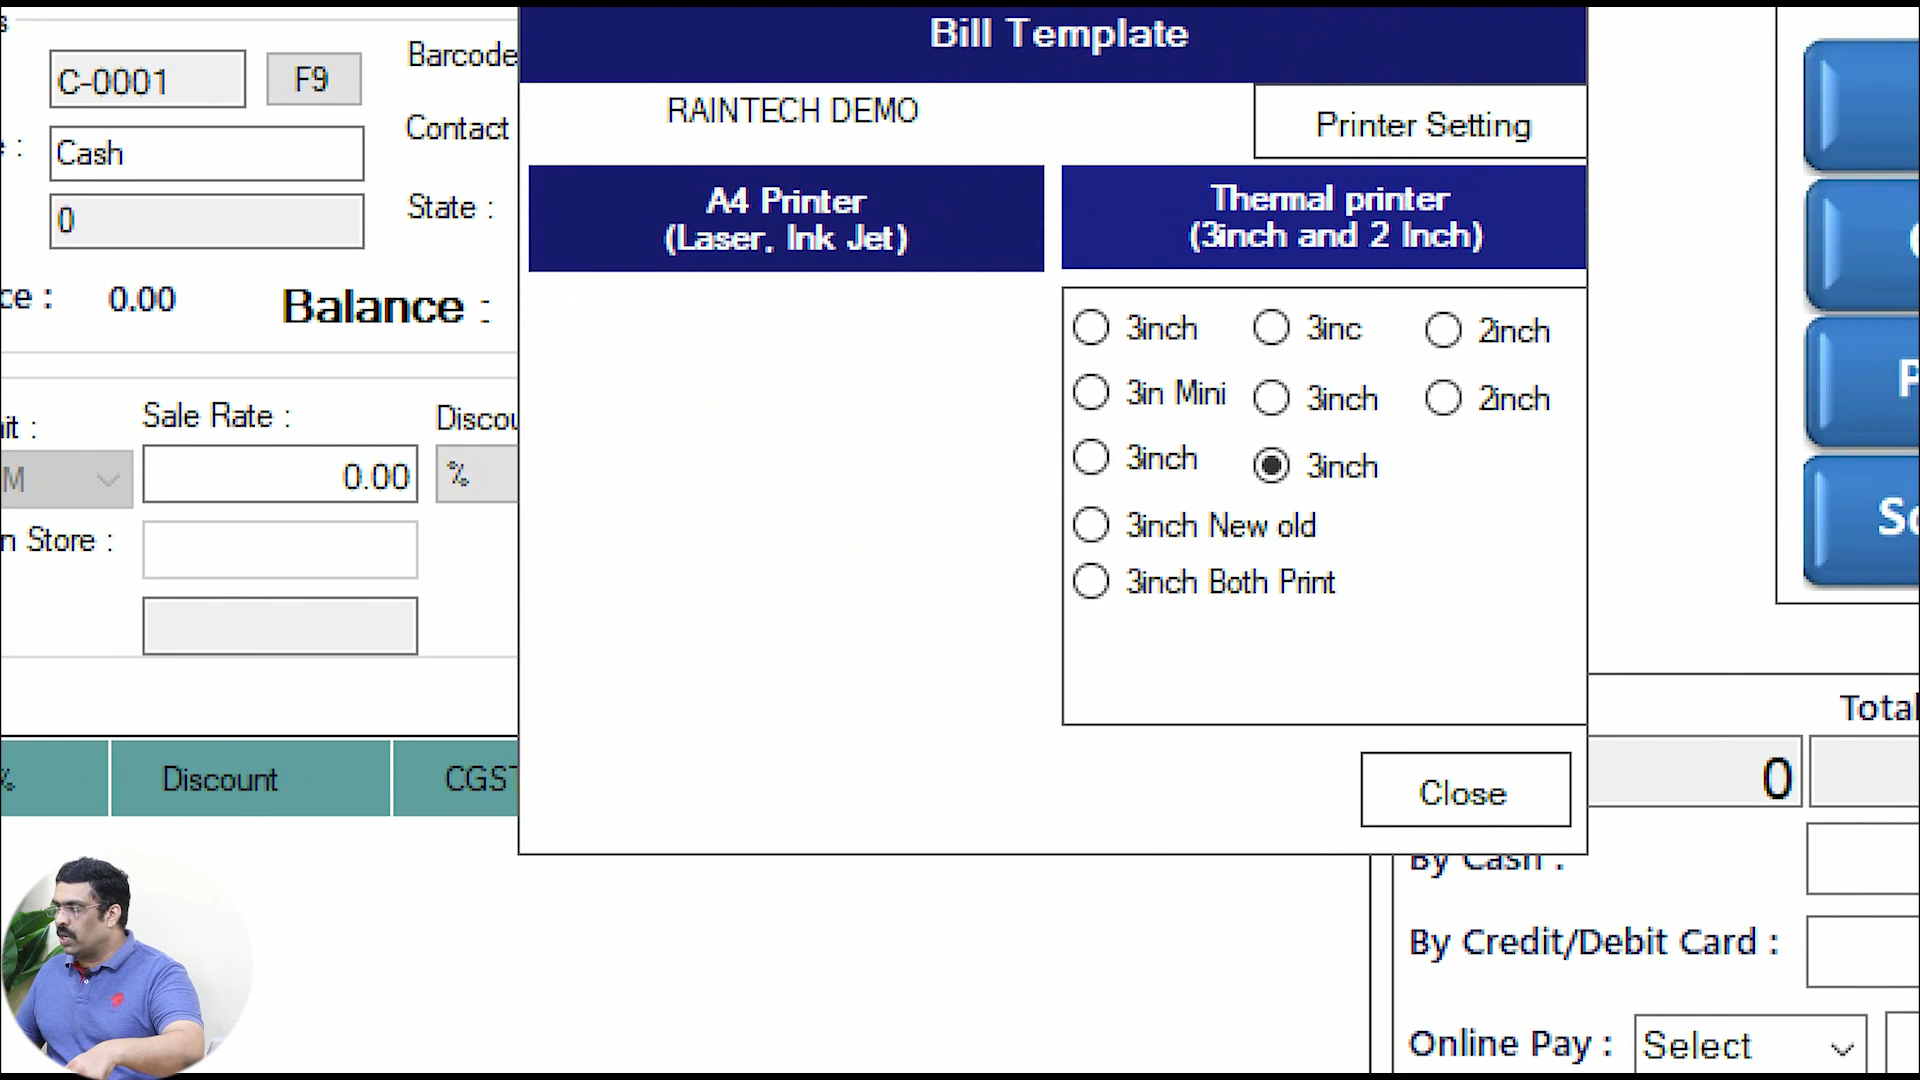 Bill Template
C-0001 F9 Barcode
RAINTECH DEMO
Printer Setting
Cash
Contact
0
State :
A4 Printer
(Laser, Ink Jet)
Thermal printer
(3inch and 2 Inch)
0.00
Balance :
3inch 3inc 2inch
3in Mini 3inch 2inch
3inch 3inch
3inch New old
3inch Both Print
Sale Rate :
M 0.00 %
Store :
Total
% Discount
0
Close
By Cash :
By Credit/Debit Card :
Online Pay : Select